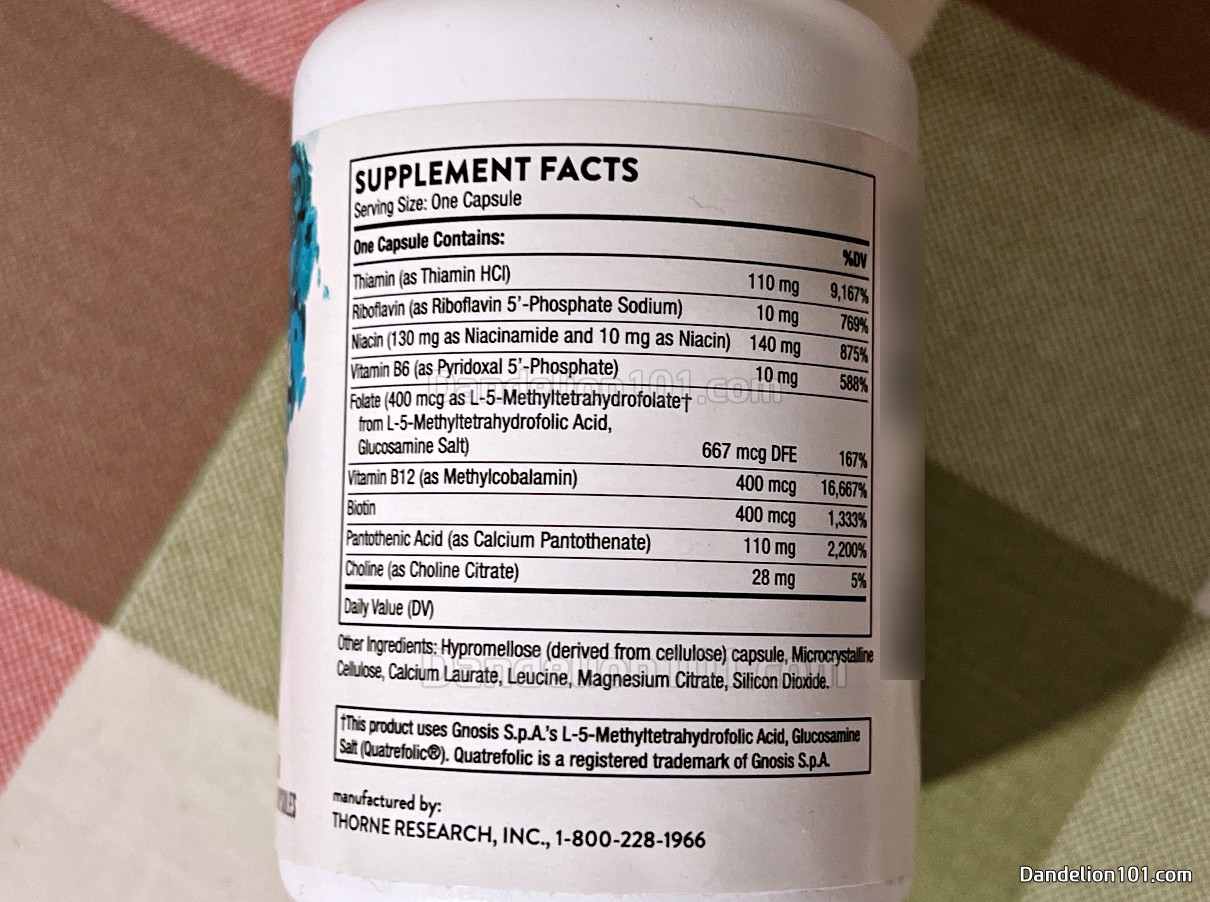 SUPPLEMENT FACTS
Serving Size: One Capsule
One Capsule Contains:
%DV
Thiamin (as Thiamin HCl) 110 mg 9,167%
Riboflavin (as Riboflavin 5'-Phosphate Sodium) 10 mg 769%
Niacin (130 mg as Niacinamide and 10 mg as Niacin) 140 mg 875%
Vitamin B6 (as Pyridoxal 5'-Phosphate) 10 mg 588%
Dandelion101.com
Folate (400 mcg as L-5-Methyltetrahydrofolate†
from L-5-Methyltetrahydrofolic Acid,
Glucosamine Salt) 667 mcg DFE 167%
Vitamin B12 (as Methylcobalamin) 400 mcg 16,667%
Biotin 400 mcg 1,333%
Pantothenic Acid (as Calcium Pantothenate) 110 mg 2,200%
Choline (as Choline Citrate) 28 mg 5%
Daily Value (DV)
Other Ingredients: Hypromellose (derived from cellulose) capsule, Microcrystalline
Dandelion101.com
Cellulose, Calcium Laurate, Leucine, Magnesium Citrate, Silicon Dioxide.
†This product uses Gnosis S.p.A.'s L-5-Methyltetrahydrofolic Acid, Glucosamine
Salt (Quatrefolic®). Quatrefolic is a registered trademark of Gnosis S.p.A.
manufactured by:
THORNE RESEARCH, INC., 1-800-228-1966
Dandelion101.com